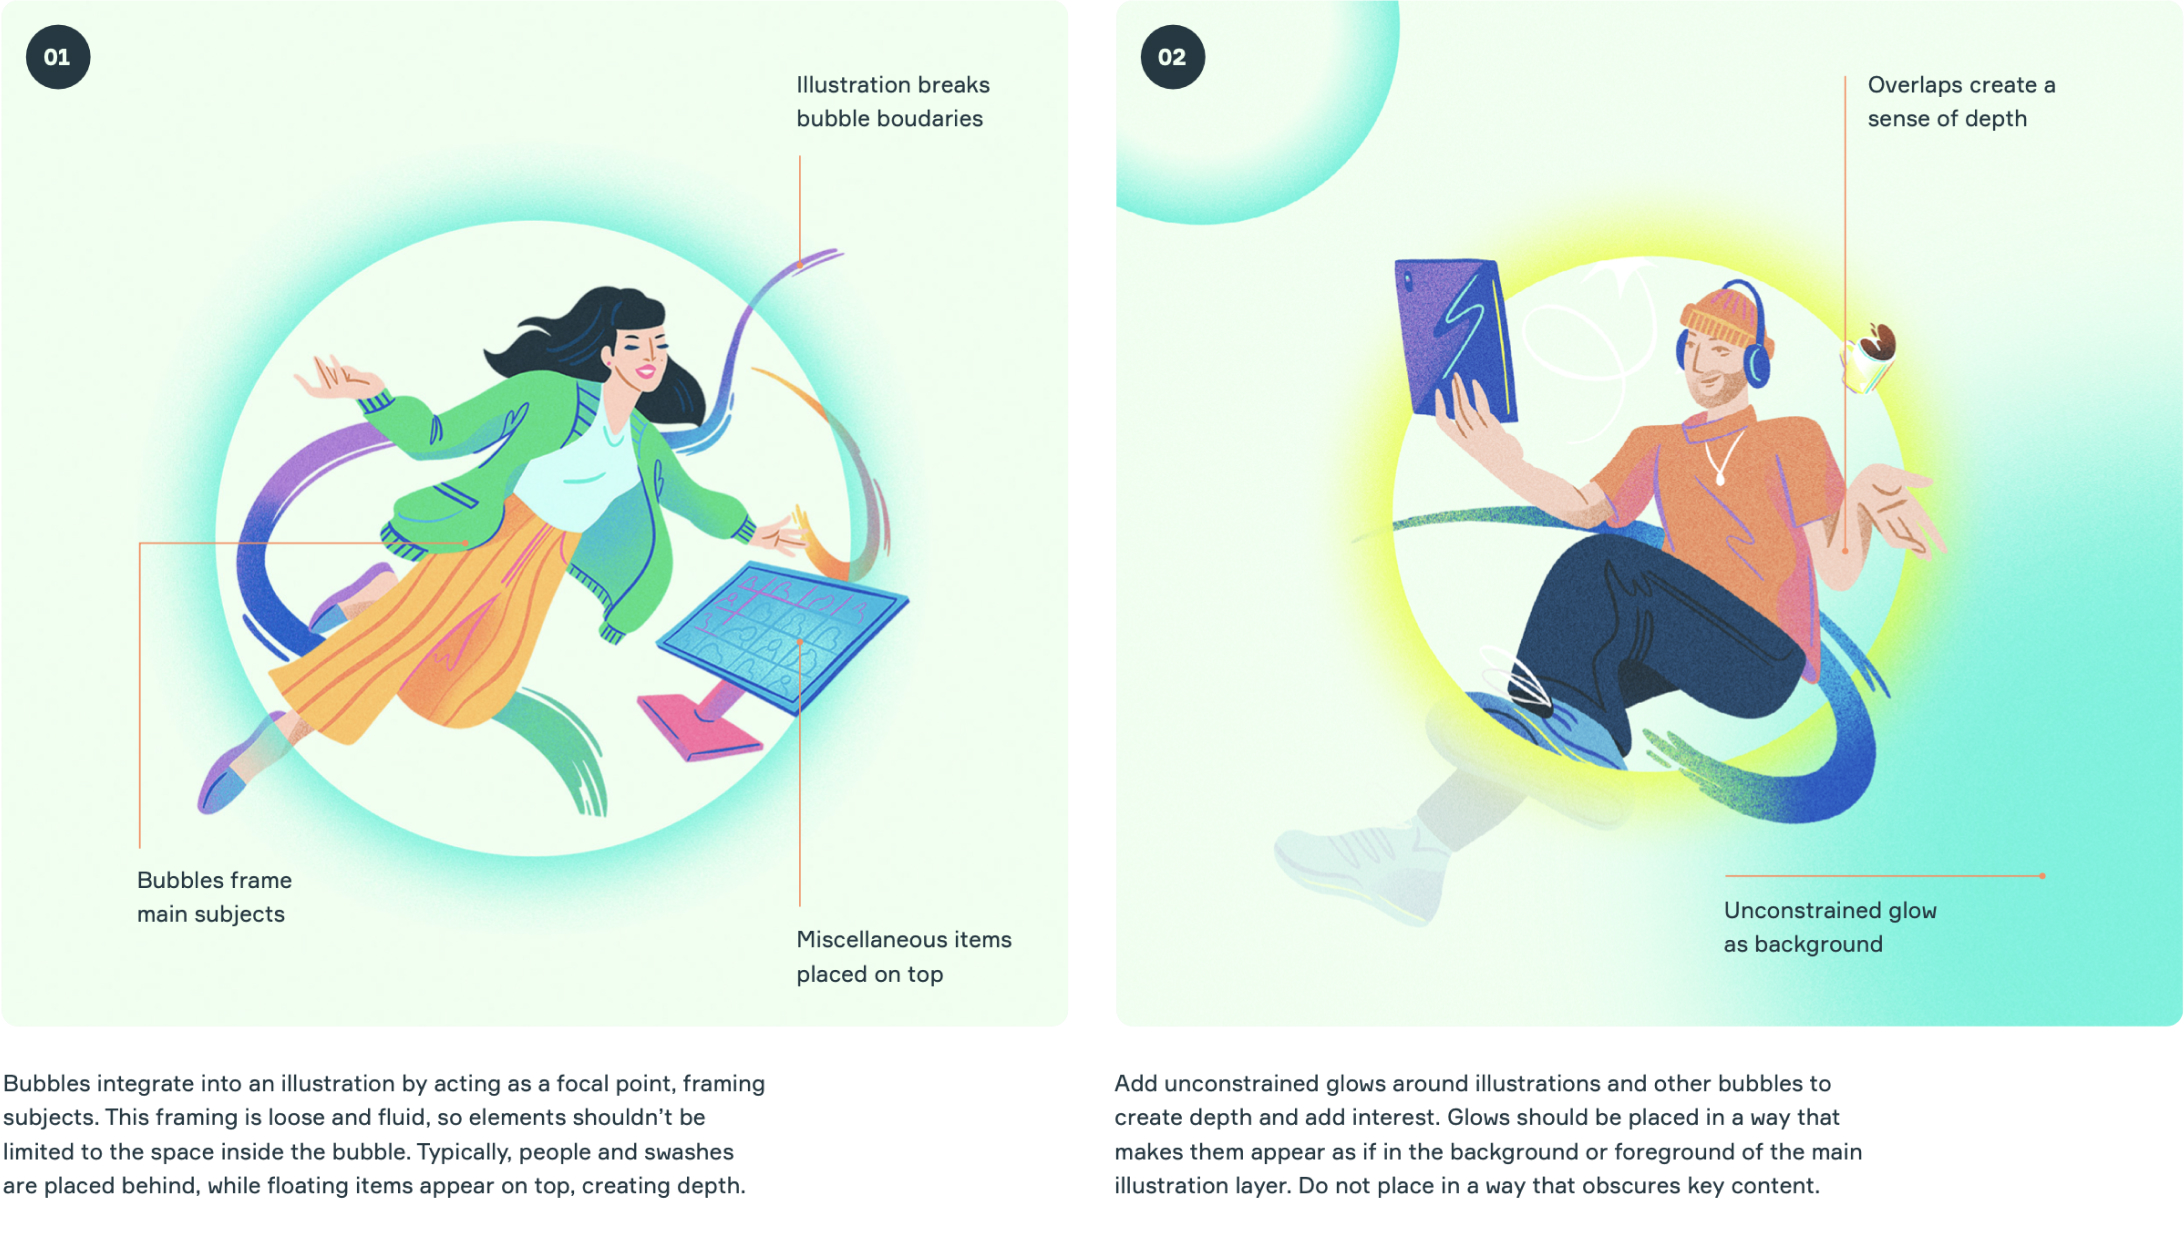 01
Illustration breaks
bubble boudaries
Bubbles frame
main subjects
Miscellaneous items
placed on top
Bubbles integrate into an illustration by acting as a focal point, framing
subjects. This framing is loose and fluid, so elements shouldn’t be
limited to the space inside the bubble. Typically, people and swashes
are placed behind, while floating items appear on top, creating depth.
02
Overlaps create a
sense of depth
Unconstrained glow
as background
Add unconstrained glows around illustrations and other bubbles to
create depth and add interest. Glows should be placed in a way that
makes them appear as if in the background or foreground of the main
illustration layer. Do not place in a way that obscures key content.